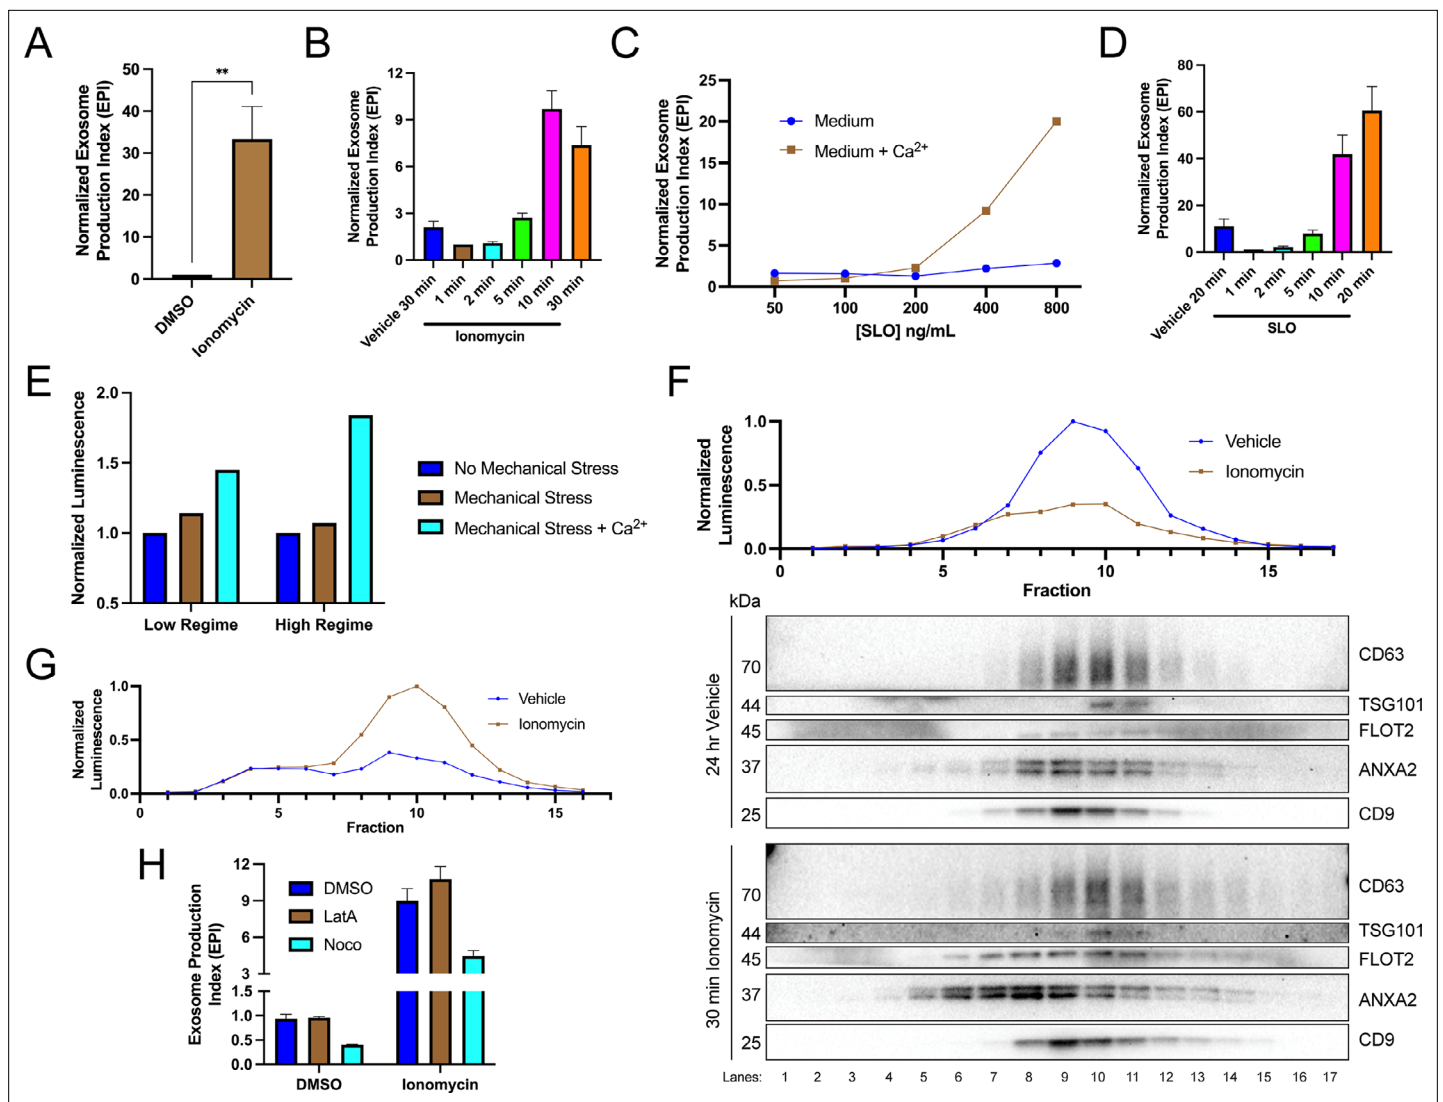 A
Normalized Exosome
Production Index (EPI)
50
40
30
20
10
0
**
DMSO
Ionomycin
B
Normalized Exosome
Production Index (EPI)
12
9
6
3
0
Vehicle 30 min
1 min
2 min
5 min
10 min
30 min
Ionomycin
C
Normalized Exosome
Production Index (EPI)
25
20
15
10
5
0
Medium
Medium + Ca²⁺
50 100 200 400 800
[SLO] ng/mL
D
Normalized Exosome
Production Index (EPI)
80
60
40
20
0
Vehicle 20 min
1 min
2 min
5 min
10 min
20 min
SLO
E
Normalized Luminescence
2.0
1.5
1.0
0.5
Low Regime High Regime
No Mechanical Stress
Mechanical Stress
Mechanical Stress + Ca²⁺
F
Normalized
Luminescence
1.0
0.5
0.0
0 5 10 15
Fraction
Vehicle
Ionomycin
kDa
24 hr Vehicle
70 CD63
44 TSG101
45 FLOT2
37 ANXA2
25 CD9
30 min Ionomycin
70 CD63
44 TSG101
45 FLOT2
37 ANXA2
25 CD9
Lanes: 1 2 3 4 5 6 7 8 9 10 11 12 13 14 15 16 17
G
Normalized
Luminescence
1.0
0.5
0.0
0 5 10 15
Fraction
Vehicle
Ionomycin
H
Exosome Production
Index (EPI)
12
9
6
3
1.5
1.0
0.5
0.0
DMSO
LatA
Noco
DMSO Ionomycin